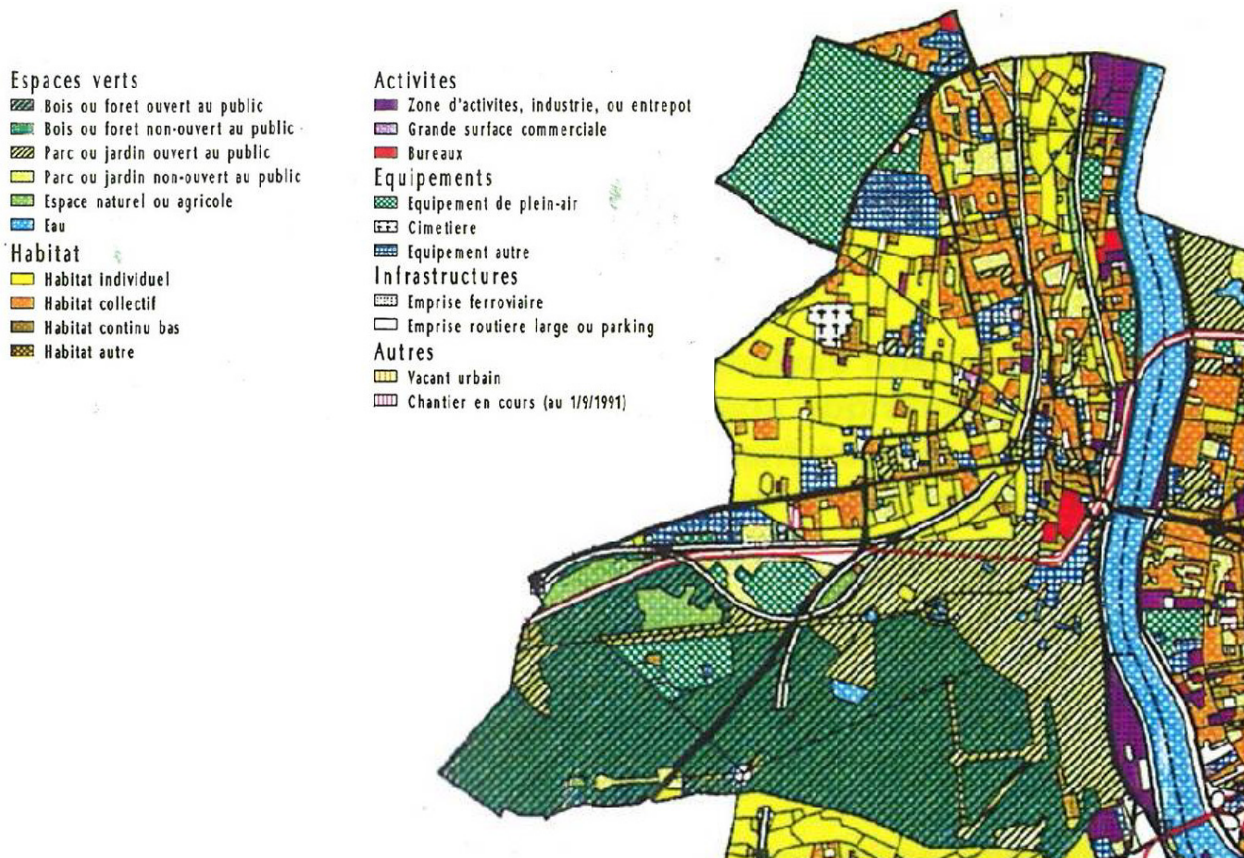 Espaces verts
Bois ou foret ouvert au public
Bois ou foret non-ouvert au public
Parc ou jardin ouvert au public
Parc ou jardin non-ouvert au public
Espace naturel ou agricole
Eau
Habitat
Habitat individuel
Habitat collectif
Habitat continu bas
Habitat autre
Activites
Zone d'activites, industrie, ou entrepot
Grande surface commerciale
Bureaux
Equipements
Equipement de plein-air
Cimetiere
Equipement autre
Infrastructures
Emprise ferroviaire
Emprise routiere large ou parking
Autres
Vacant urbain
Chantier en cours (au 1/9/1991)